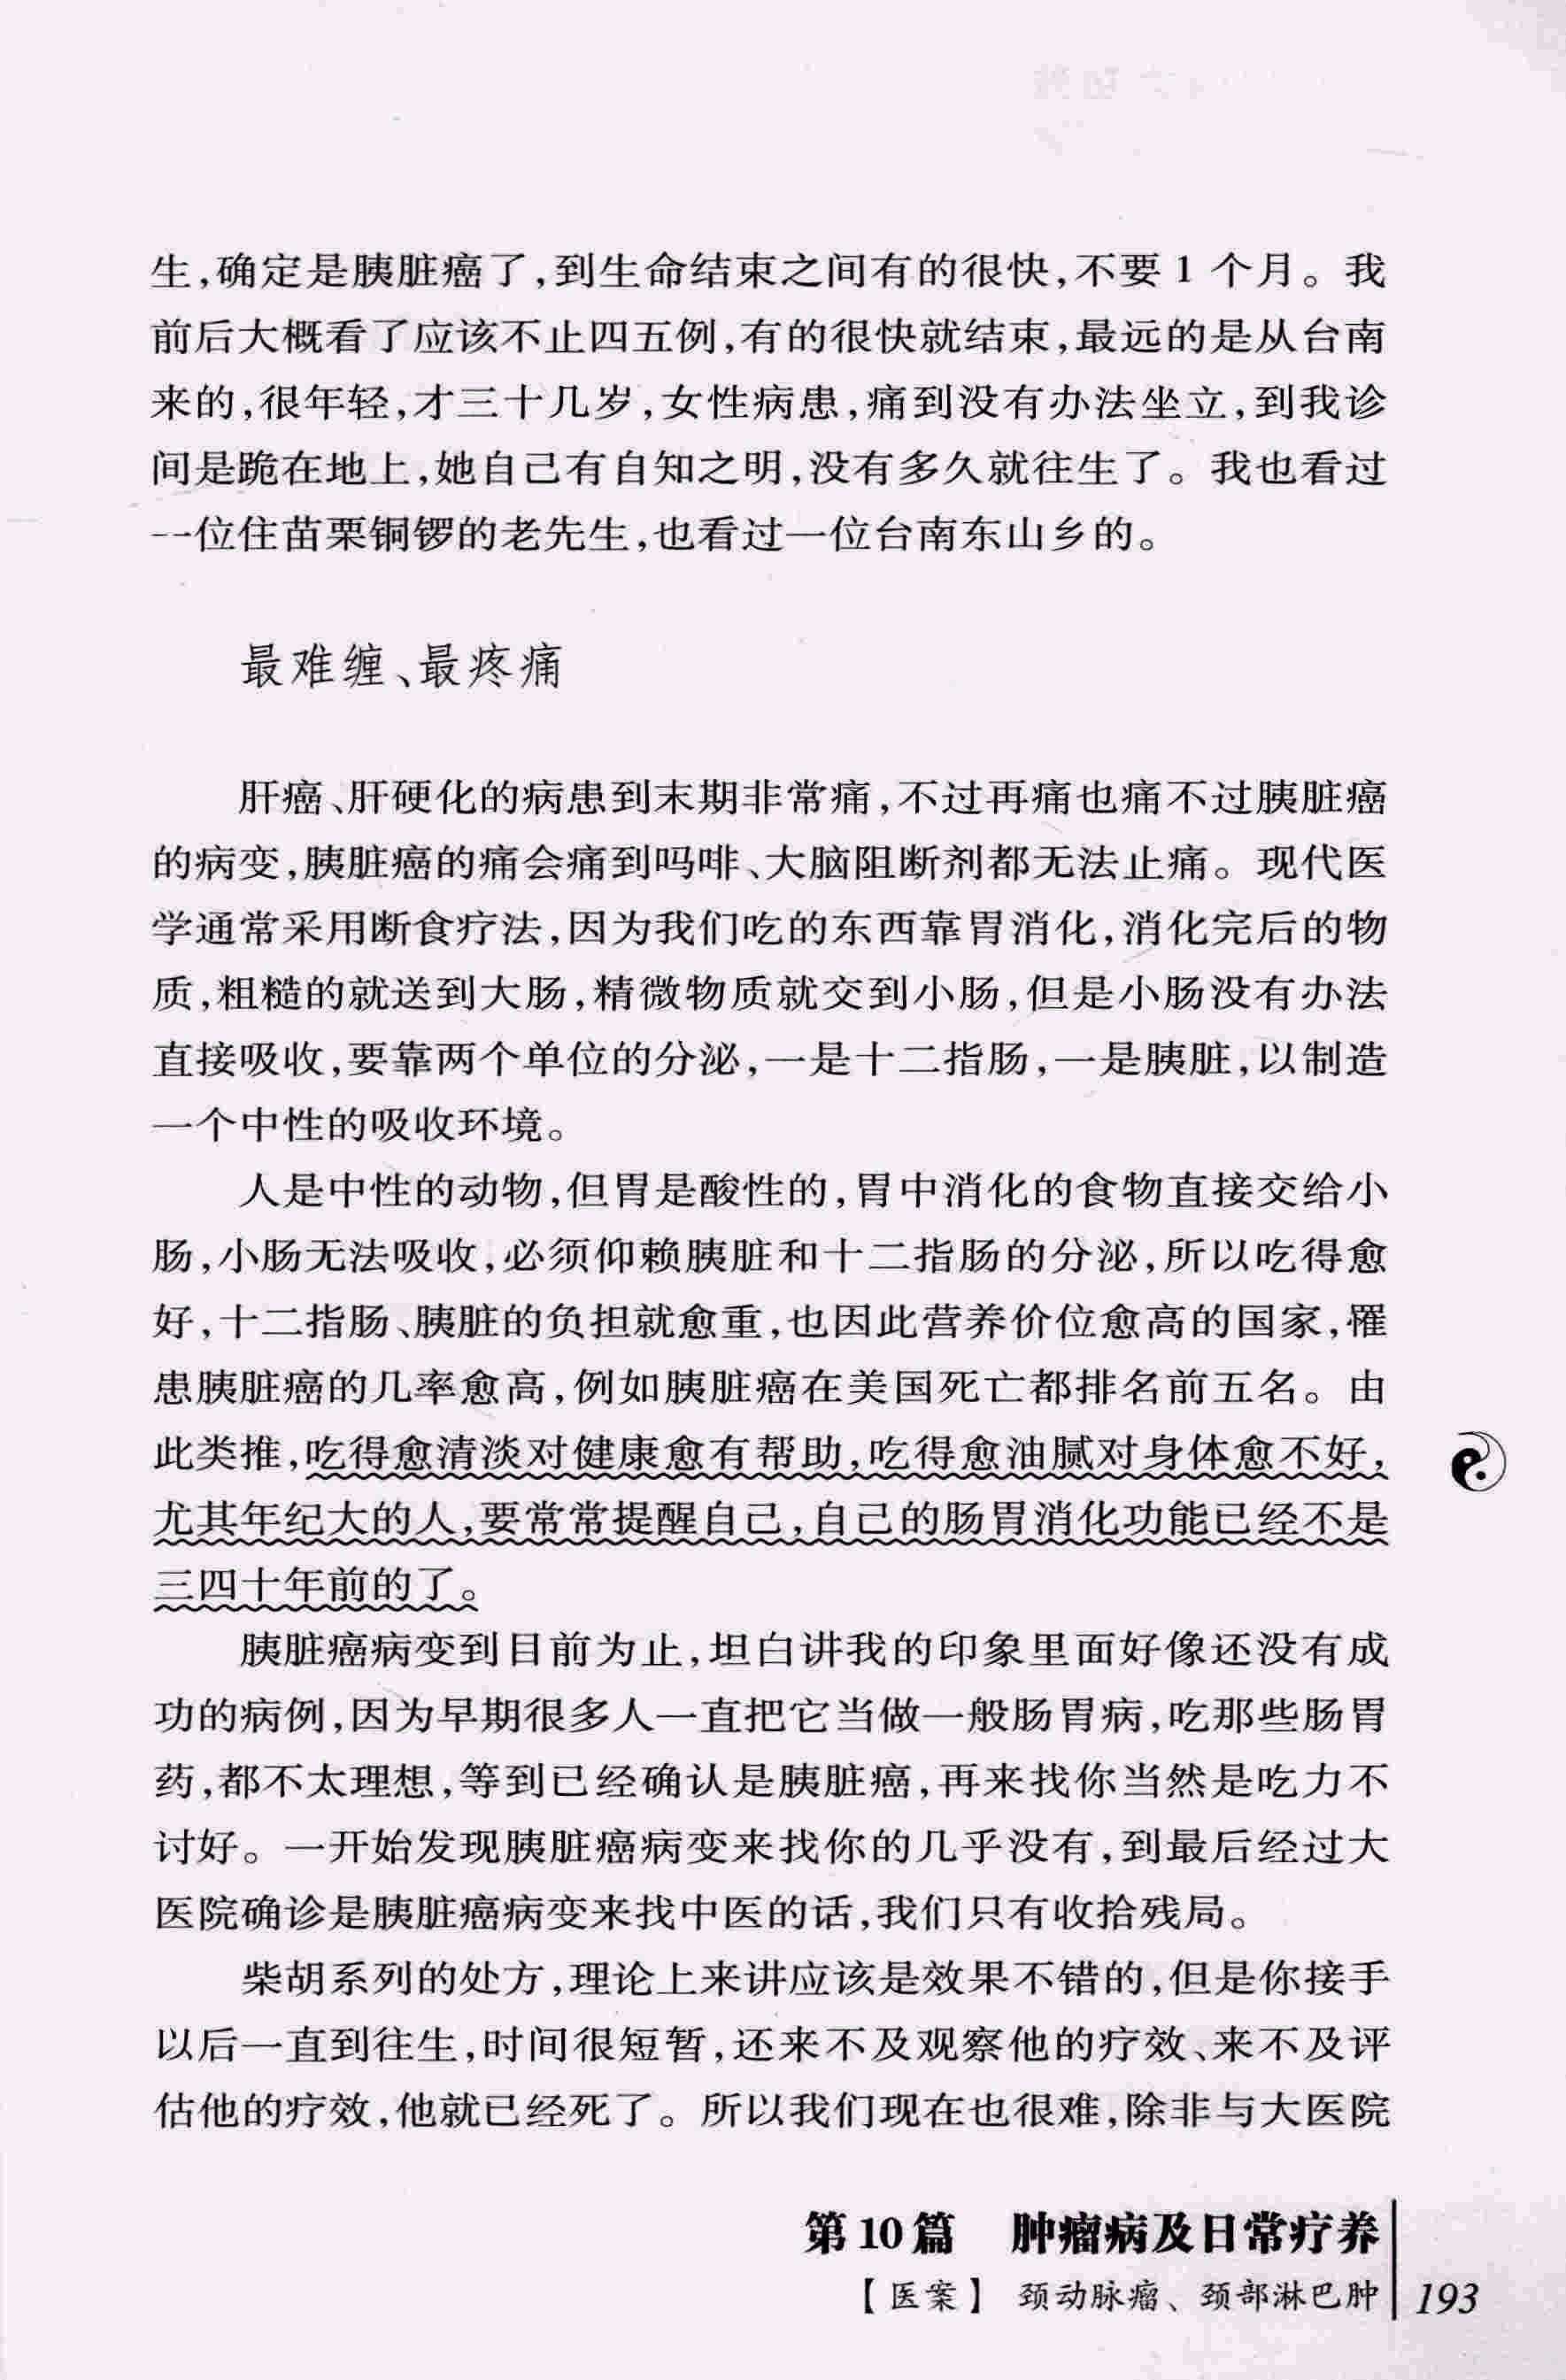 生,确定是胰脏癌了,到生命结束之间有的很快,不要1个月。我
前后大概看了应该不止四五例,有的很快就结束,最远的是从台南
来的,很年轻,才三十几岁,女性病患,痛到没有办法坐立,到我诊
间是跪在地上,她自己有自知之明,没有多久就往生了。我也看过
一位住苗栗铜锣的老先生,也看过一位台南东山乡的。
最难缠、最疼痛
肝癌、肝硬化的病患到末期非常痛,不过再痛也痛不过胰脏癌
的病变,胰脏癌的痛会痛到吗啡、大脑阻断剂都无法止痛。现代医
学通常采用断食疗法,因为我们吃的东西靠胃消化,消化完后的物
质,粗糙的就送到大肠,精微物质就交到小肠,但是小肠没有办法
直接吸收,要靠两个单位的分泌,一是十二指肠,一是胰脏,以制造
一个中性的吸收环境。
人是中性的动物,但胃是酸性的,胃中消化的食物直接交给小
肠,小肠无法吸收,必须仰赖胰脏和十二指肠的分泌,所以吃得愈
好,十二指肠、胰脏的负担就愈重,也因此营养价位愈高的国家,罹
患胰脏癌的几率愈高,例如胰脏癌在美国死亡都排名前五名。由
此类推,吃得愈清淡对健康愈有帮助,吃得愈油腻对身体愈不好,
尤其年纪大的人,要常常提醒自己,自己的肠胃消化功能已经不是
三四十年前的了。
胰脏癌病变到目前为止,坦白讲我的印象里面好像还没有成
功的病例,因为早期很多人一直把它当做一般肠胃病,吃那些肠胃
药,都不太理想,等到已经确认是胰脏癌,再来找你当然是吃力不
讨好。一开始发现胰脏癌病变来找你的几乎没有,到最后经过大
医院确诊是胰脏癌病变来找中医的话,我们只有收拾残局。
柴胡系列的处方,理论上来讲应该是效果不错的,但是你接手
以后一直到往生,时间很短暂,还来不及观察他的疗效、来不及评
估他的疗效,他就已经死了。所以我们现在也很难,除非与大医院
第10篇 肿瘤病及日常疗养
【医案】 颈动脉瘤、颈部淋巴肿 193